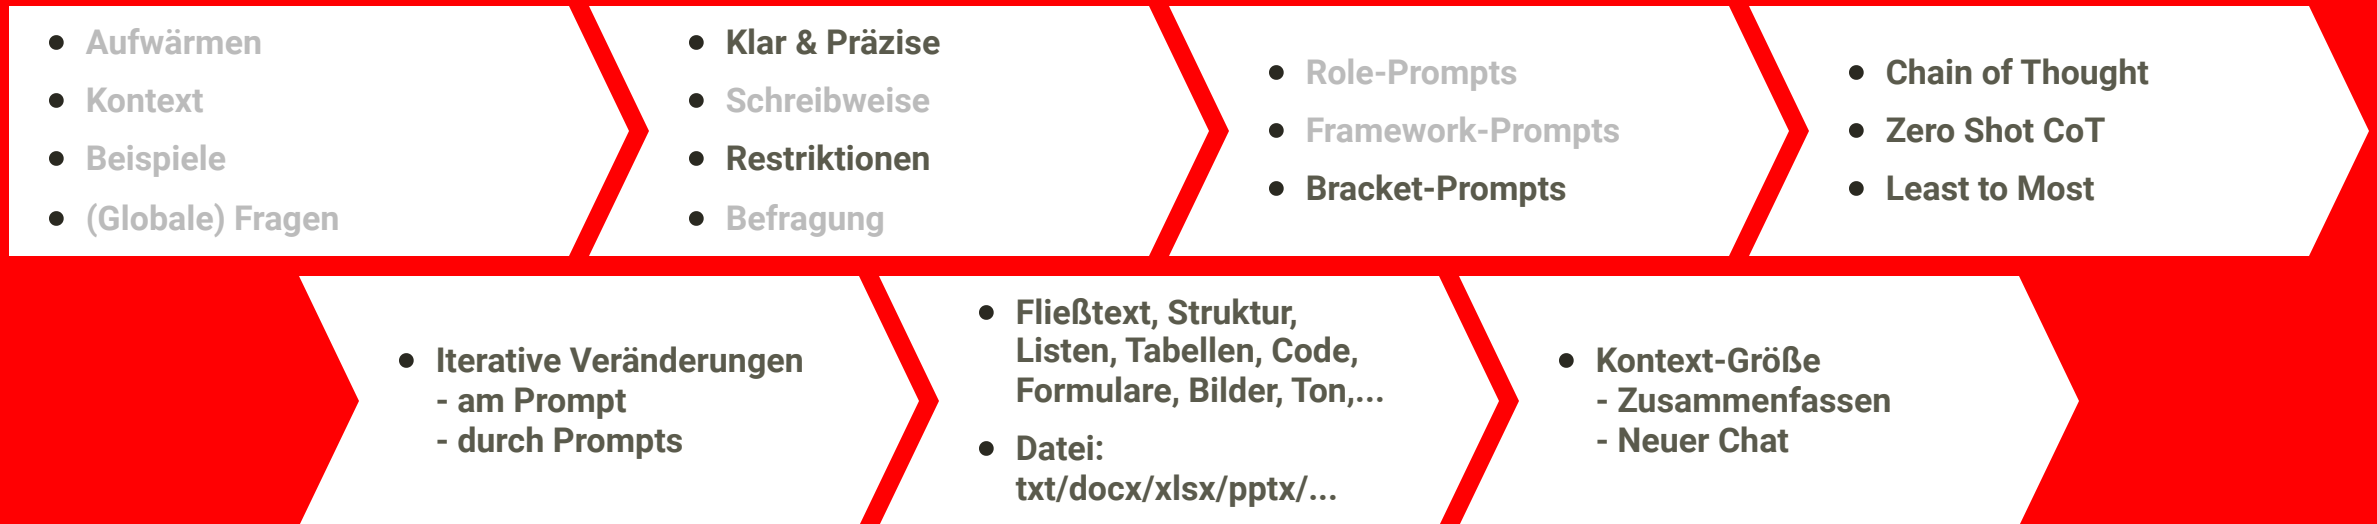 • Aufwärmen
• Kontext
• Beispiele
• (Globale) Fragen
• Klar & Präzise
• Schreibweise
• Restriktionen
• Befragung
• Role-Prompts
• Framework-Prompts
• Bracket-Prompts
• Chain of Thought
• Zero Shot CoT
• Least to Most
• Iterative Veränderungen
- am Prompt
- durch Prompts
• Fließtext, Struktur,
Listen, Tabellen, Code,
Formulare, Bilder, Ton,...
• Datei:
txt/docx/xlsx/pptx/...
• Kontext-Größe
- Zusammenfassen
- Neuer Chat